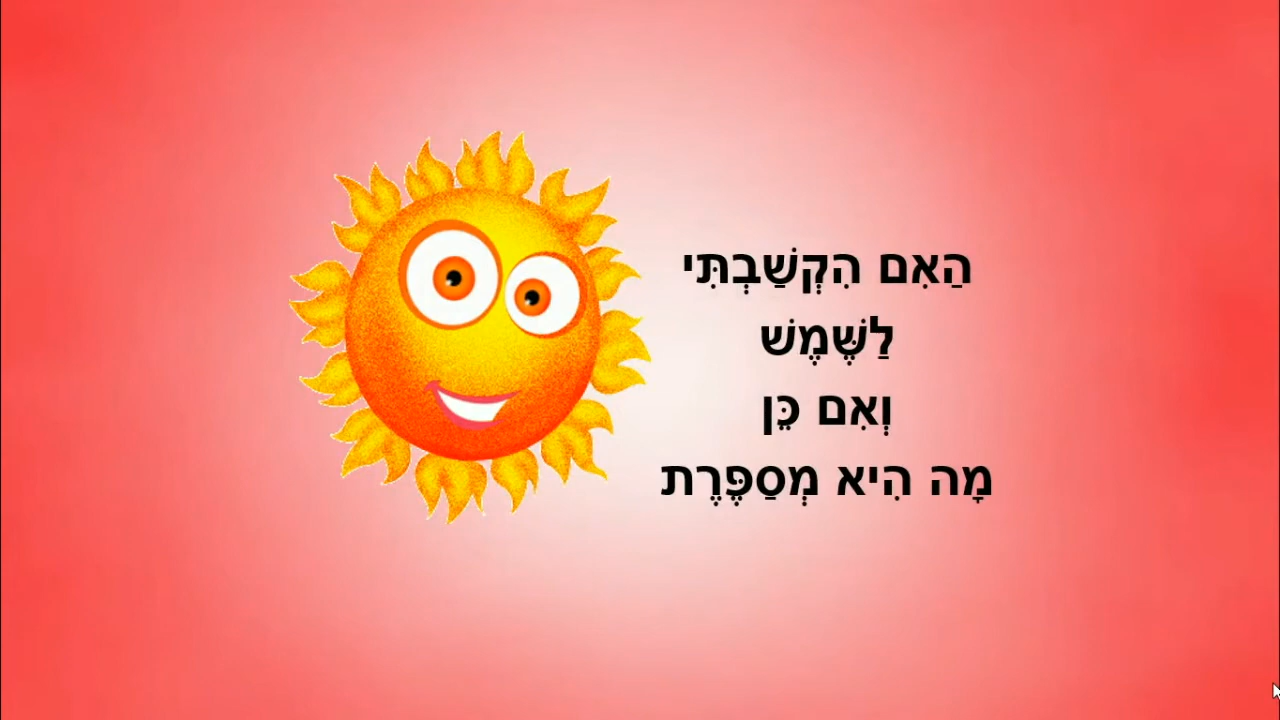 הַאִם הִקְשַׁבְתִּי
לַשֶּׁמֶשׁ
וְאִם כֵּן
מָה הִיא מְסַפֶּרֶת